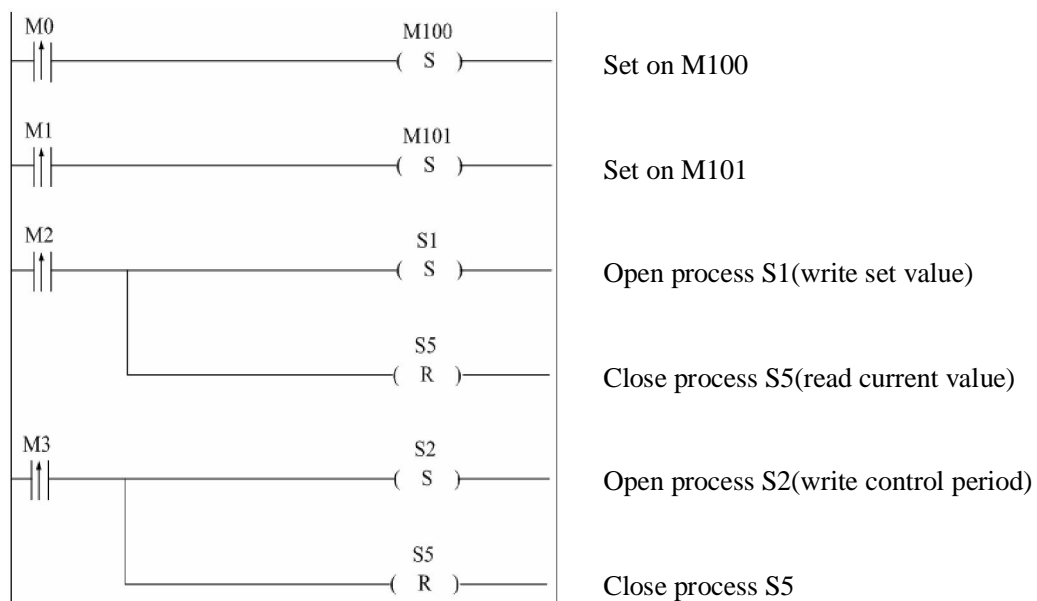 M0
M100
( S )
Set on M100
M1
M101
( S )
Set on M101
M2
S1
( S )
Open process S1(write set value)
S5
( R )
Close process S5(read current value)
M3
S2
( S )
Open process S2(write control period)
S5
( R )
Close process S5